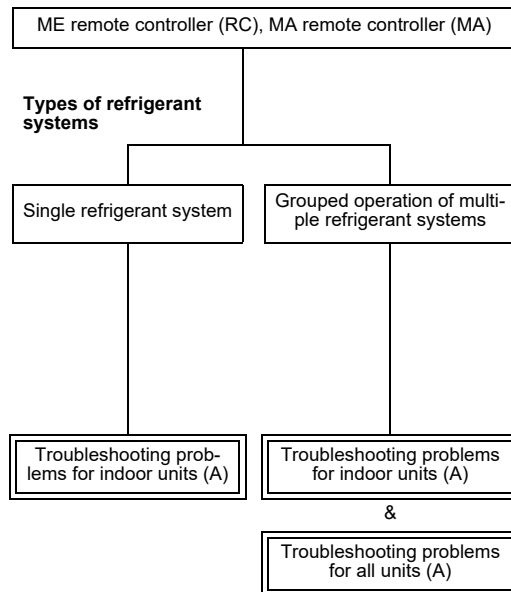 ME remote controller (RC), MA remote controller (MA)
Types of refrigerant
systems
Single refrigerant system
Grouped operation of multi-
ple refrigerant systems
Troubleshooting prob-
lems for indoor units (A)
Troubleshooting problems
for indoor units (A)
&
Troubleshooting problems
for all units (A)